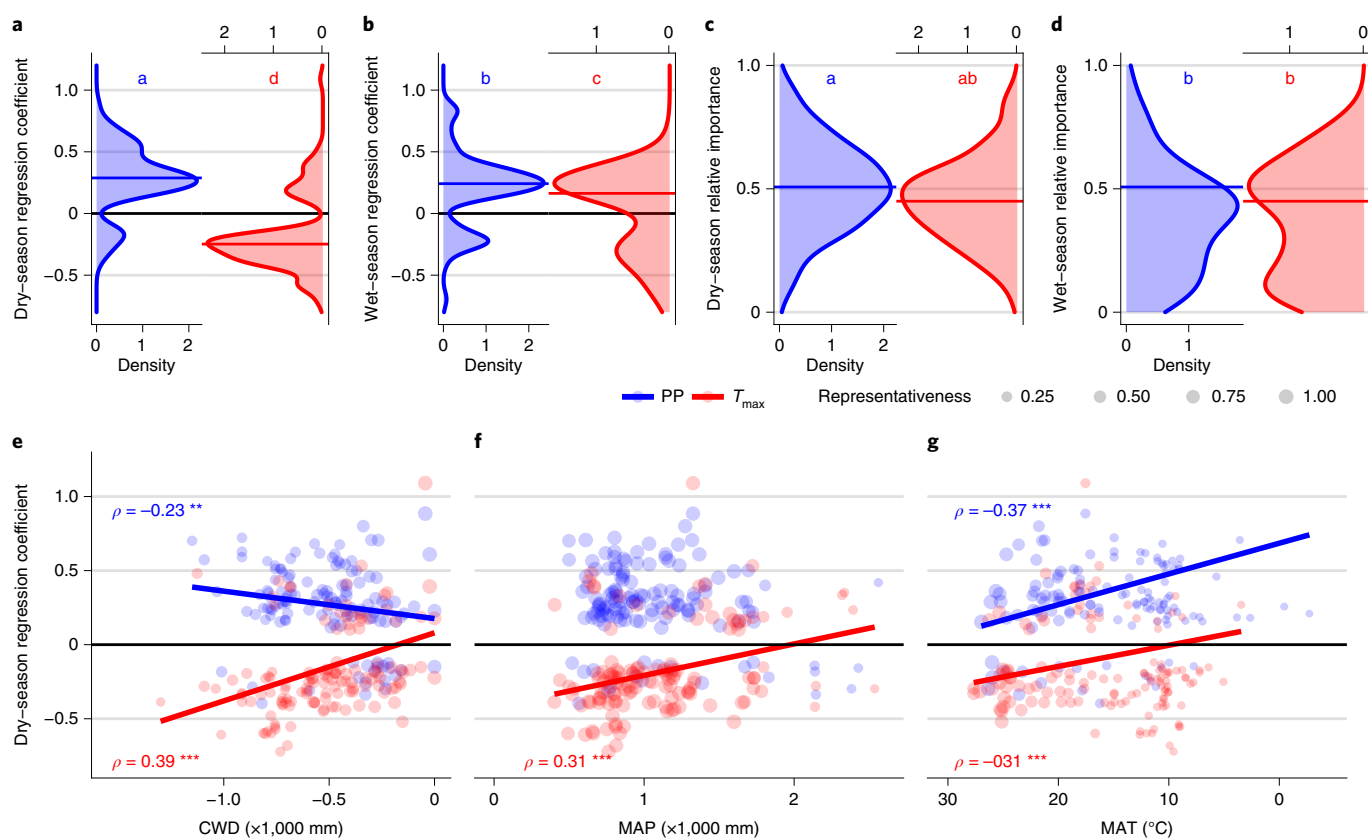 a
b
c
d
2 1 0
1 0
2 1 0
1 0
Dry–season regression coefficient
1.0
0.5
0
–0.5
a
d
0 1 2
Density
Wet–season regression coefficient
1.0
0.5
0
–0.5
b
c
0 1 2
Density
Dry–season relative importance
1.0
0.5
0
a
ab
0 1 2
Density
Wet–season relative importance
1.0
0.5
0
b
b
0 1
Density
PP Tmax Representativeness 0.25 0.50 0.75 1.00
e
f
g
Dry–season regression coefficient
1.0
0.5
0
–0.5
ρ = –0.23 **
ρ = 0.39 ***
–1.0 –0.5 0
CWD (×1,000 mm)
ρ = 0.31 ***
0 1 2
MAP (×1,000 mm)
ρ = –0.37 ***
ρ = –031 ***
30 20 10 0
MAT (°C)